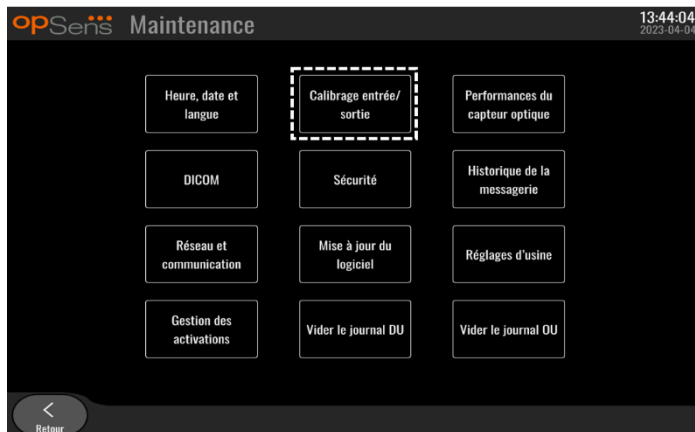 opSens Maintenance
13:44:04
2023-04-04
Heure, date et
langue
Calibrage entrée/
sortie
Performances du
capteur optique
DICOM
Sécurité
Historique de la
messagerie
Réseau et
communication
Mise à jour du
logiciel
Réglages d'usine
Gestion des
activations
Vider le journal DU
Vider le journal OU
Retour